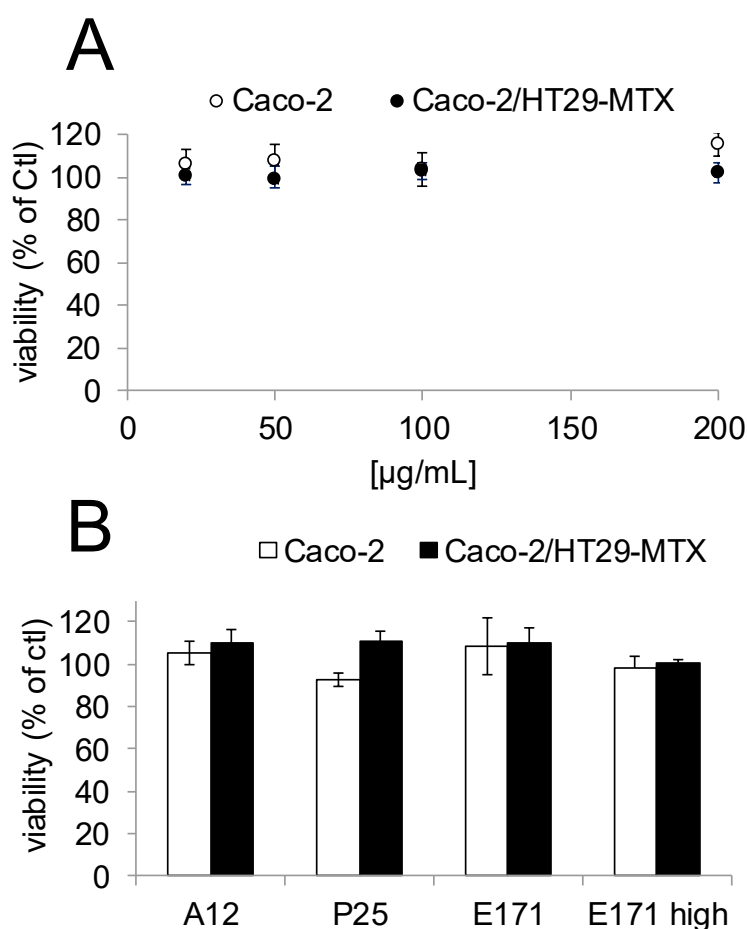 A
Caco-2 Caco-2/HT29-MTX
120
100
80
60
40
20
0
viability (% of Ctl)
0 50 100 150 200
[µg/mL]
B
Caco-2 Caco-2/HT29-MTX
120
100
80
60
40
20
0
viability (% of ctl)
A12 P25 E171 E171 high